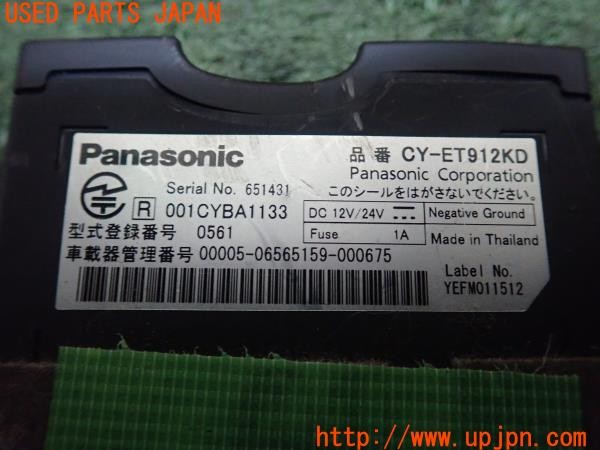 USED PARTS JAPAN
Panasonic
品 番 CY-ET912KD
Panasonic Corporation
Serial No. 651431
このシールをはがさないでください。
R 001CYBA1133
DC 12V/24V
Negative Ground
型式登録番号 0561
Fuse 1A
Made in Thailand
車載器管理番号 00005-06565159-000675
Label No.
YEFM011512
http://www.upjpn.com/